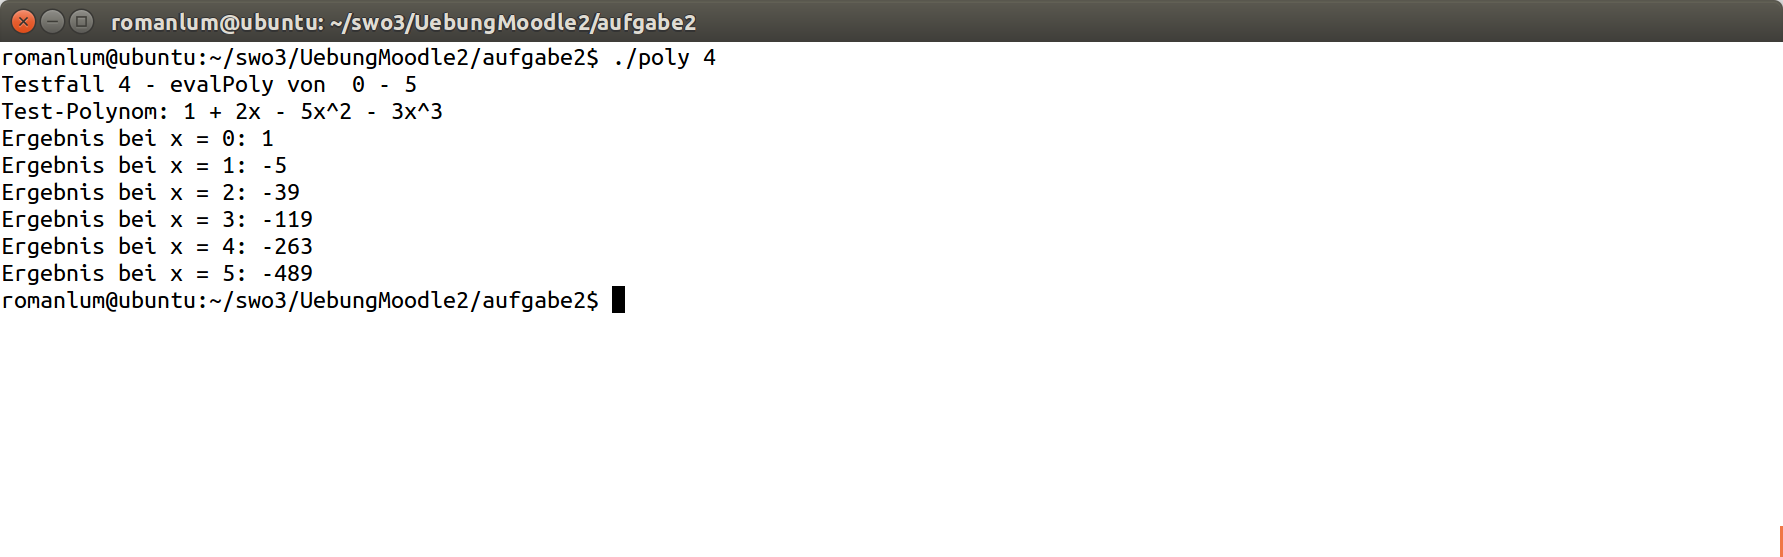 romanlum@ubuntu: ~/swo3/UebungMoodle2/aufgabe2
romanlum@ubuntu:~/swo3/UebungMoodle2/aufgabe2$ ./poly 4
Testfall 4 - evalPoly von  0 - 5
Test-Polynom: 1 + 2x - 5x^2 - 3x^3
Ergebnis bei x = 0: 1
Ergebnis bei x = 1: -5
Ergebnis bei x = 2: -39
Ergebnis bei x = 3: -119
Ergebnis bei x = 4: -263
Ergebnis bei x = 5: -489
romanlum@ubuntu:~/swo3/UebungMoodle2/aufgabe2$